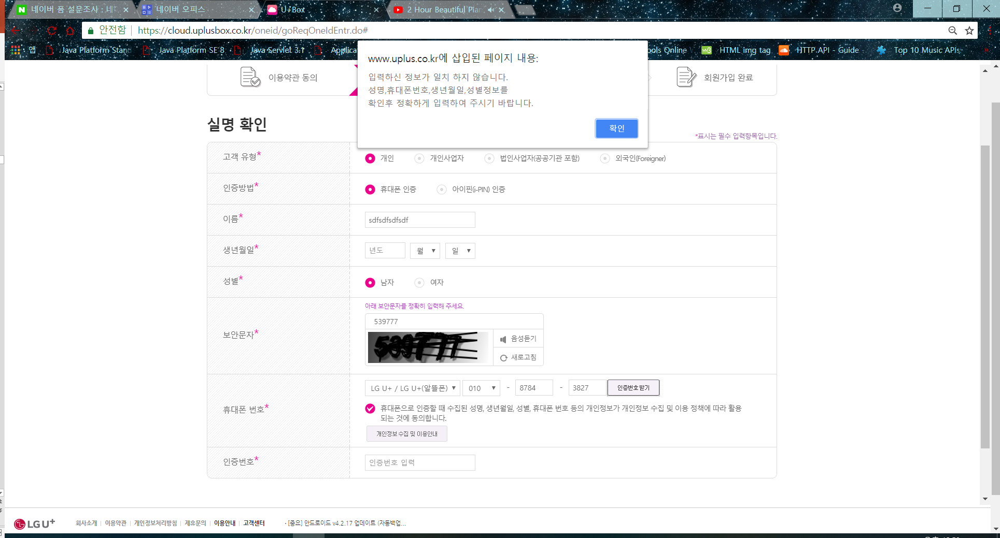 네이버 폼 설문조사 : 네이
네이버 오피스
U+Box
2 Hour Beautiful Pian
안전함
https://cloud.uplusbox.co.kr/oneid/goReqOneIdEntr.do#
앱
Java Platform Stand
Java Platform SE 8
Java Servlet 3.1
Applica
ools Online
HTML img tag
HTTP API - Guide
Top 10 Music APIs
www.uplus.co.kr에 삽입된 페이지 내용:
입력하신 정보가 일치 하지 않습니다.
성명,휴대폰번호,생년월일,성별정보를
확인후 정확하게 입력하여 주시기 바랍니다.
확인
이용약관 동의
회원가입 완료
실명 확인
*표시는 필수 입력항목입니다.
고객 유형*
개인
개인사업자
법인사업자(공공기관 포함)
외국인(Foreigner)
인증방법*
휴대폰 인증
아이핀(i-PIN) 인증
이름*
sdfsdfsdfsdf
생년월일*
년도
월
일
성별*
남자
여자
아래 보안문자를 정확히 입력해 주세요.
보안문자*
539777
539777
음성듣기
새로고침
휴대폰 번호*
LG U+ / LG U+(알뜰폰)
010
-
8784
-
3827
인증번호 받기
휴대폰으로 인증할 때 수집된 성명, 생년월일, 성별, 휴대폰 번호 등의 개인정보가 개인정보 수집 및 이용 정책에 따라 활용
되는 것에 동의합니다.
개인정보 수집 및 이용안내
인증번호*
인증번호 입력
LG U+
회사소개 | 이용약관 | 개인정보처리방침 | 제휴문의 | 이용안내 | 고객센터
· [중요] 안드로이드 v4.2.17 업데이트 (자동백업...